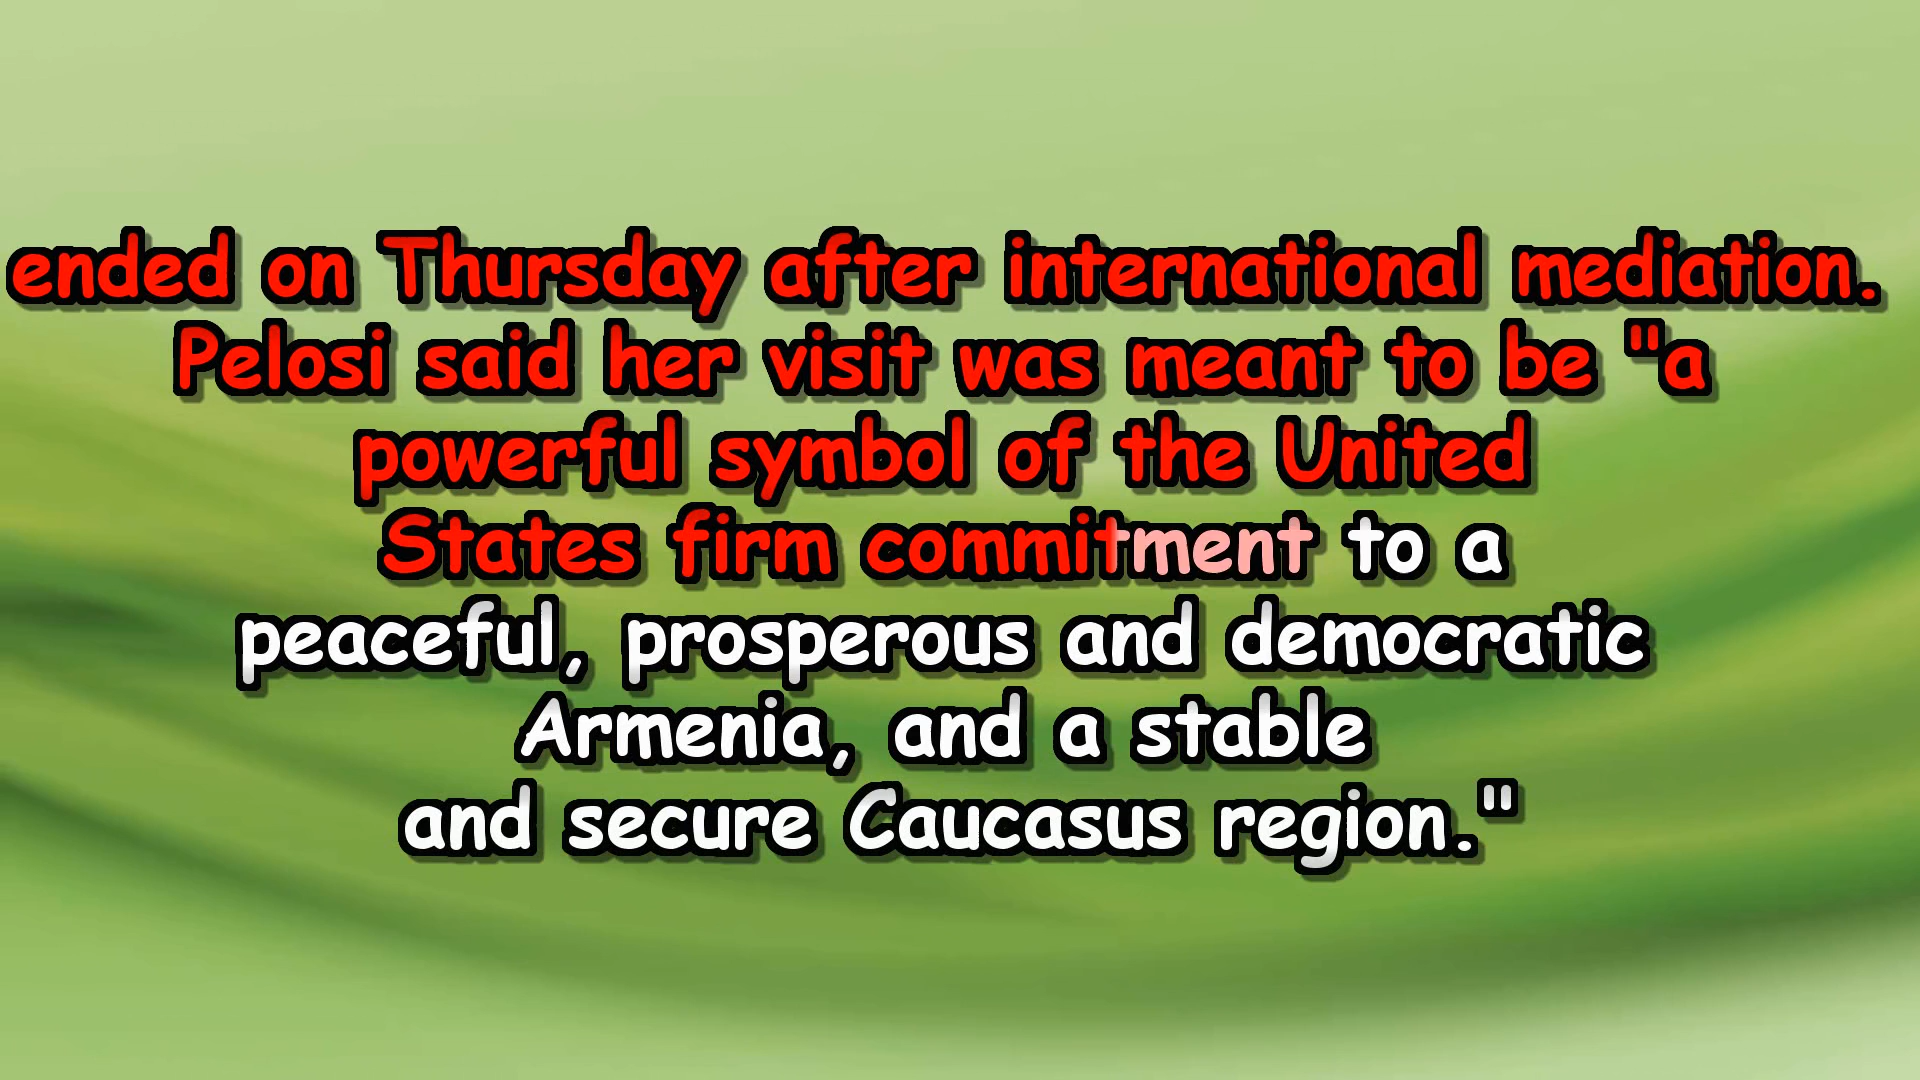 ended on Thursday after international mediation.
Pelosi said her visit was meant to be "a
powerful symbol of the United
States firm commitment to a
peaceful, prosperous and democratic
Armenia, and a stable
and secure Caucasus region."